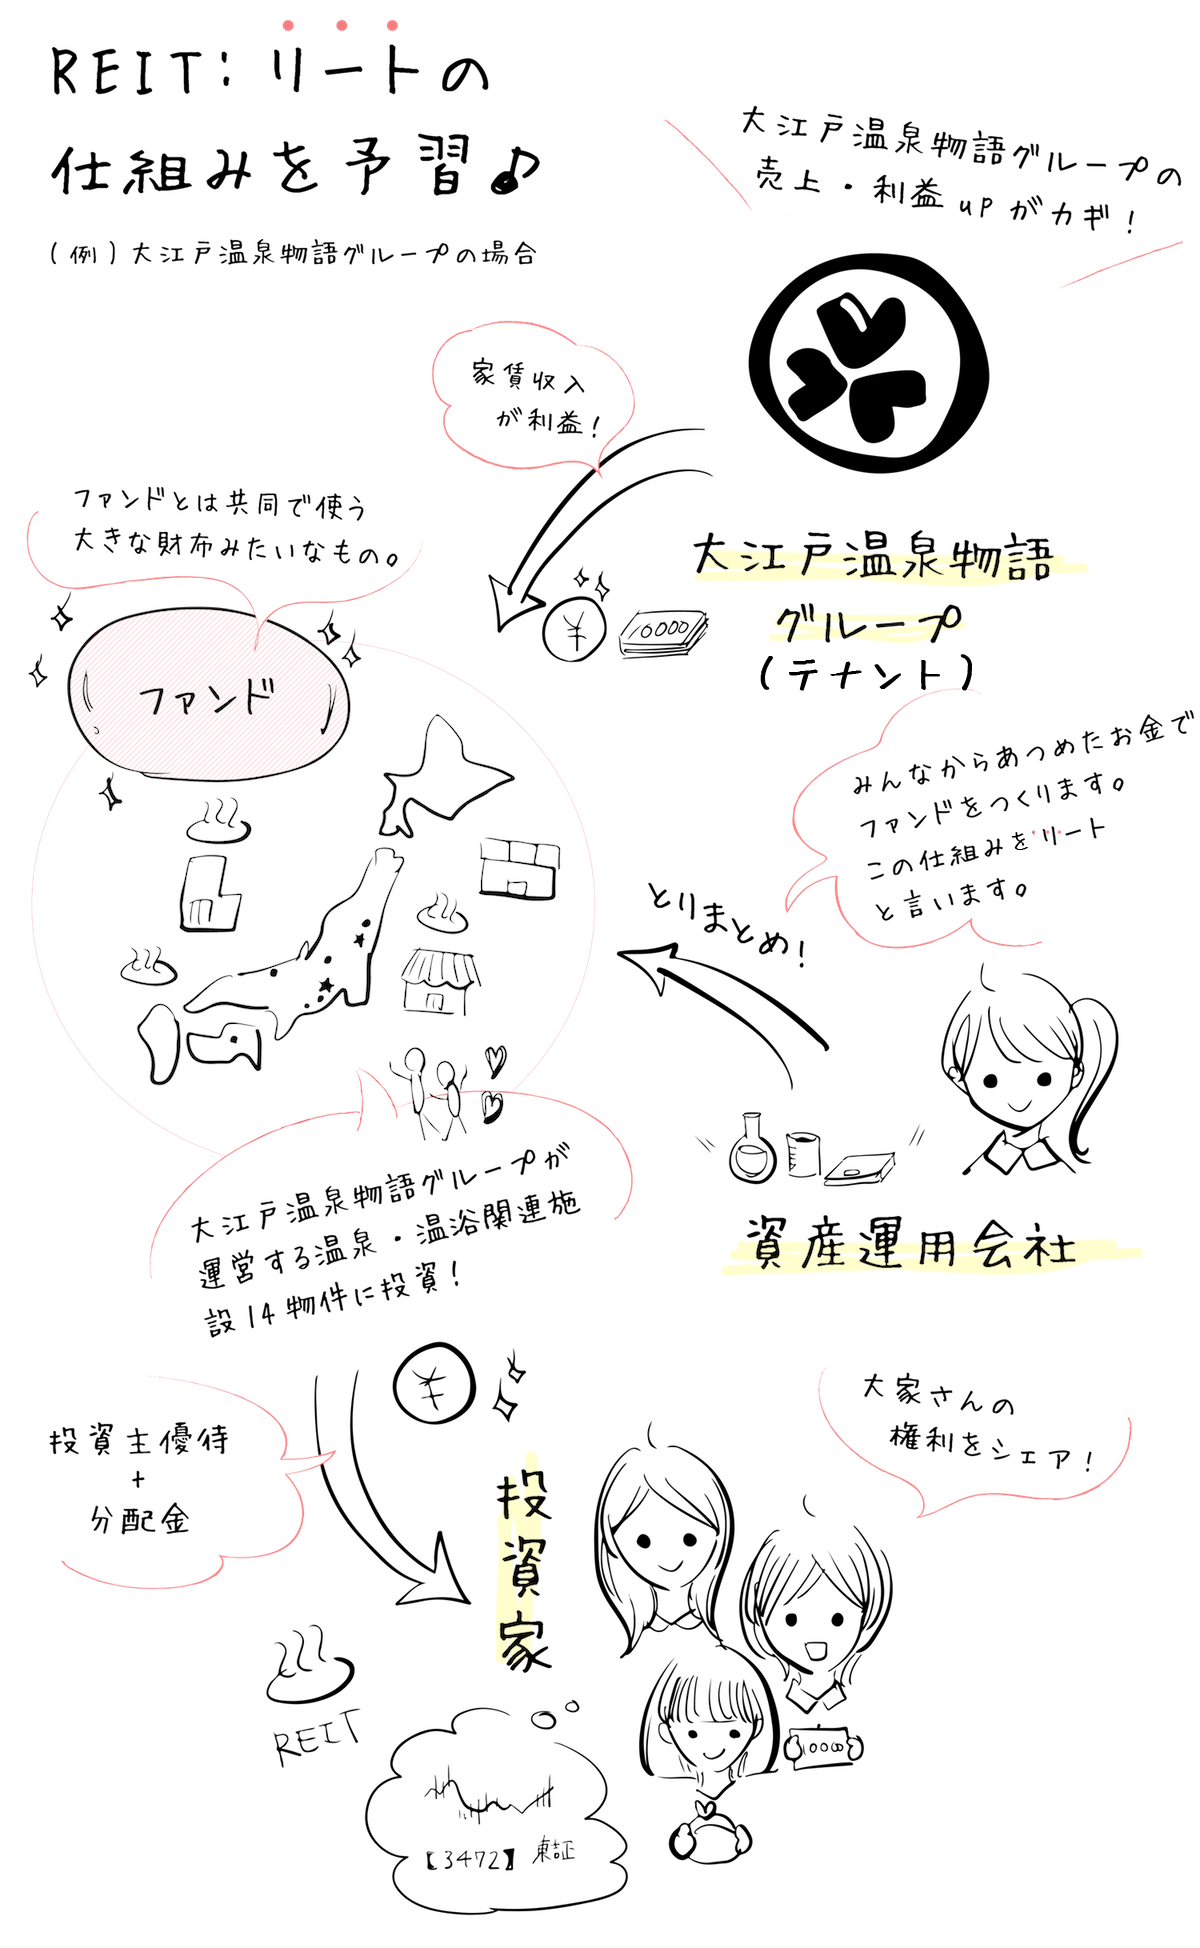 REIT:リートの
仕組みを予習♪
(例)大江戸温泉物語グループの場合
大江戸温泉物語グループの
売上・利益upがカギ!
家賃収入
が利益!
ファンドとは共同で使う
大きな財布みたいなもの。
大江戸温泉物語
グループ
(テナント)
¥
10000
ファンド
みんなからあつめたお金で
ファンドをつくります。
この仕組みをリート
と言います。
とりまとめ!
資産運用会社
大江戸温泉物語グループが
運営する温泉・温浴関連施
設14物件に投資!
¥
投資主優待
+
分配金
大家さんの
権利をシェア!
投資家
REIT
10000
【3472】東証